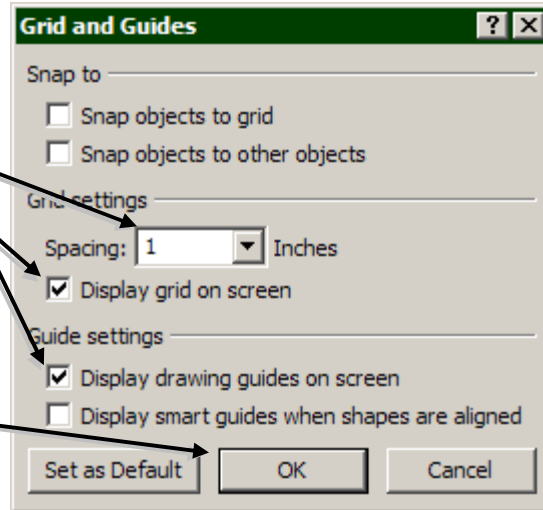 Grid and Guides
Snap to
Snap objects to grid
Snap objects to other objects
Grid settings
Spacing: 1 Inches
Display grid on screen
Guide settings
Display drawing guides on screen
Display smart guides when shapes are aligned
Set as Default OK Cancel